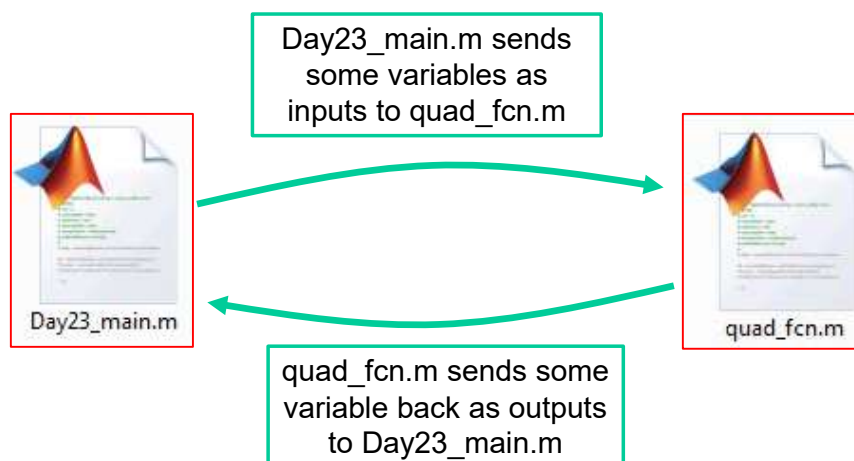 Day23_main.m sends
some variables as
inputs to quad_fcn.m
Day23_main.m
quad_fcn.m
quad_fcn.m sends some
variable back as outputs
to Day23_main.m